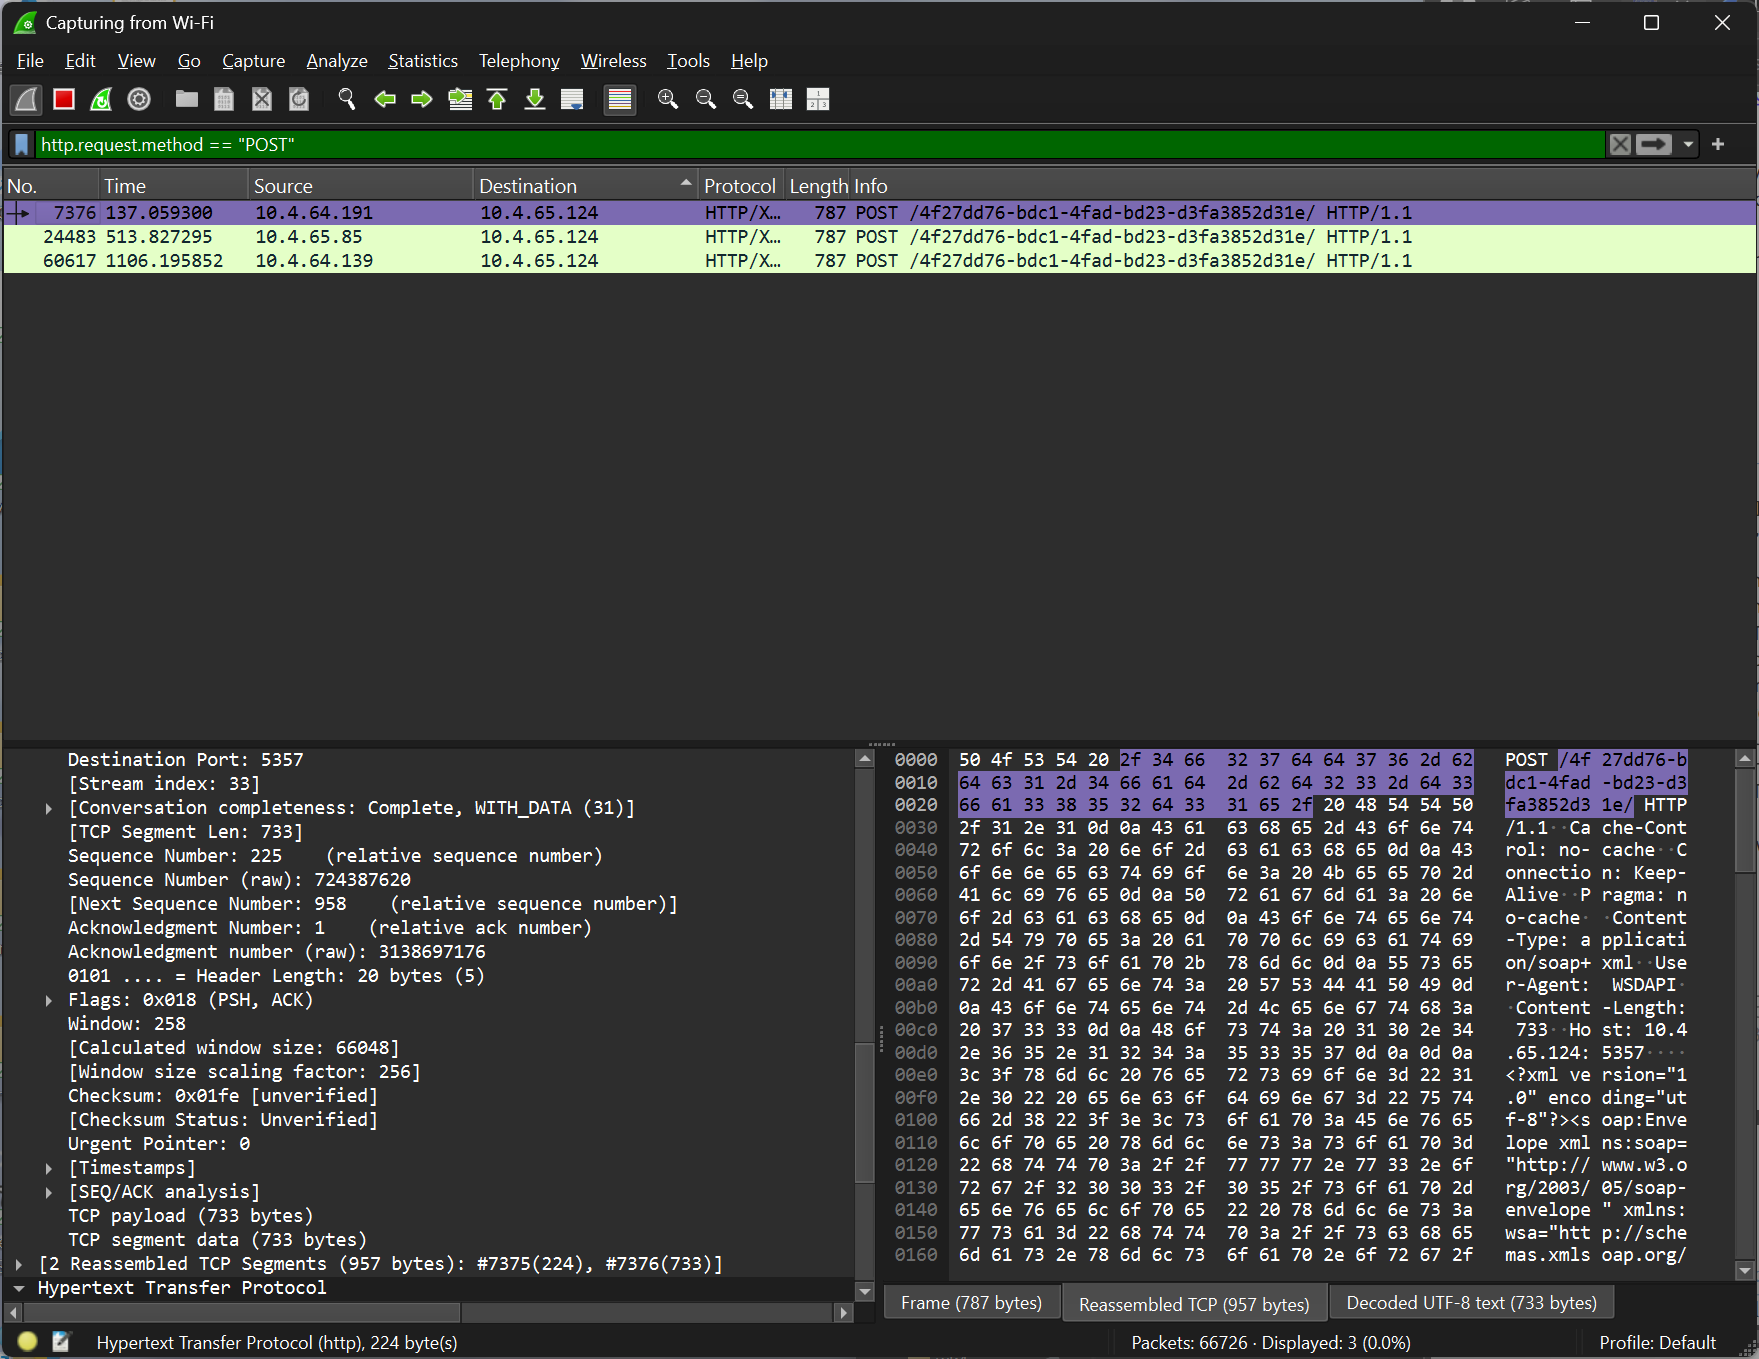 Capturing from Wi-Fi
File Edit View Go Capture Analyze Statistics Telephony Wireless Tools Help
http.request.method == "POST"
No. Time Source Destination Protocol Length Info
7376 137.059300 10.4.64.191 10.4.65.124 HTTP/X… 787 POST /4f27dd76-bdc1-4fad-bd23-d3fa3852d31e/ HTTP/1.1
24483 513.827295 10.4.65.85 10.4.65.124 HTTP/X… 787 POST /4f27dd76-bdc1-4fad-bd23-d3fa3852d31e/ HTTP/1.1
60617 1106.195852 10.4.64.139 10.4.65.124 HTTP/X… 787 POST /4f27dd76-bdc1-4fad-bd23-d3fa3852d31e/ HTTP/1.1
Destination Port: 5357
[Stream index: 33]
[Conversation completeness: Complete, WITH_DATA (31)]
[TCP Segment Len: 733]
Sequence Number: 225    (relative sequence number)
Sequence Number (raw): 724387620
[Next Sequence Number: 958    (relative sequence number)]
Acknowledgment Number: 1    (relative ack number)
Acknowledgment number (raw): 3138697176
0101 .... = Header Length: 20 bytes (5)
Flags: 0x018 (PSH, ACK)
Window: 258
[Calculated window size: 66048]
[Window size scaling factor: 256]
Checksum: 0x01fe [unverified]
[Checksum Status: Unverified]
Urgent Pointer: 0
[Timestamps]
[SEQ/ACK analysis]
TCP payload (733 bytes)
TCP segment data (733 bytes)
[2 Reassembled TCP Segments (957 bytes): #7375(224), #7376(733)]
Hypertext Transfer Protocol
0000 50 4f 53 54 20 2f 34 66 32 37 64 64 37 36 2d 62 POST /4f 27dd76-b
0010 64 63 31 2d 34 66 61 64 2d 62 64 32 33 2d 64 33 dc1-4fad -bd23-d3
0020 66 61 33 38 35 32 64 33 31 65 2f 20 48 54 54 50 fa3852d3 1e/ HTTP
0030 2f 31 2e 31 0d 0a 43 61 63 68 65 2d 43 6f 6e 74 /1.1··Ca che-Cont
0040 72 6f 6c 3a 20 6e 6f 2d 63 61 63 68 65 0d 0a 43 rol: no- cache··C
0050 6f 6e 6e 65 63 74 69 6f 6e 3a 20 4b 65 65 70 2d onnectio n: Keep-
0060 41 6c 69 76 65 0d 0a 50 72 61 67 6d 61 3a 20 6e Alive··P ragma: n
0070 6f 2d 63 61 63 68 65 0d 0a 43 6f 6e 74 65 6e 74 o-cache· ·Content
0080 2d 54 79 70 65 3a 20 61 70 70 6c 69 63 61 74 69 -Type: a pplicati
0090 6f 6e 2f 73 6f 61 70 2b 78 6d 6c 0d 0a 55 73 65 on/soap+ xml··Use
00a0 72 2d 41 67 65 6e 74 3a 20 57 53 44 41 50 49 0d r-Agent:  WSDAPI·
00b0 0a 43 6f 6e 74 65 6e 74 2d 4c 65 6e 67 74 68 3a ·Content -Length:
00c0 20 37 33 33 0d 0a 48 6f 73 74 3a 20 31 30 2e 34  733··Ho st: 10.4
00d0 2e 36 35 2e 31 32 34 3a 35 33 35 37 0d 0a 0d 0a .65.124: 5357····
00e0 3c 3f 78 6d 6c 20 76 65 72 73 69 6f 6e 3d 22 31 <?xml ve rsion="1
00f0 2e 30 22 20 65 6e 63 6f 64 69 6e 67 3d 22 75 74 .0" enco ding="ut
0100 66 2d 38 22 3f 3e 3c 73 6f 61 70 3a 45 6e 76 65 f-8"?><s oap:Enve
0110 6c 6f 70 65 20 78 6d 6c 6e 73 3a 73 6f 61 70 3d lope xml ns:soap=
0120 22 68 74 74 70 3a 2f 2f 77 77 77 2e 77 33 2e 6f "http:// www.w3.o
0130 72 67 2f 32 30 30 33 2f 30 35 2f 73 6f 61 70 2d rg/2003/ 05/soap-
0140 65 6e 76 65 6c 6f 70 65 22 20 78 6d 6c 6e 73 3a envelope " xmlns:
0150 77 73 61 3d 22 68 74 74 70 3a 2f 2f 73 63 68 65 wsa="htt p://sche
0160 6d 61 73 2e 78 6d 6c 73 6f 61 70 2e 6f 72 67 2f mas.xmls oap.org/
Frame (787 bytes) Reassembled TCP (957 bytes) Decoded UTF-8 text (733 bytes)
Hypertext Transfer Protocol (http), 224 byte(s) Packets: 66726 · Displayed: 3 (0.0%) Profile: Default